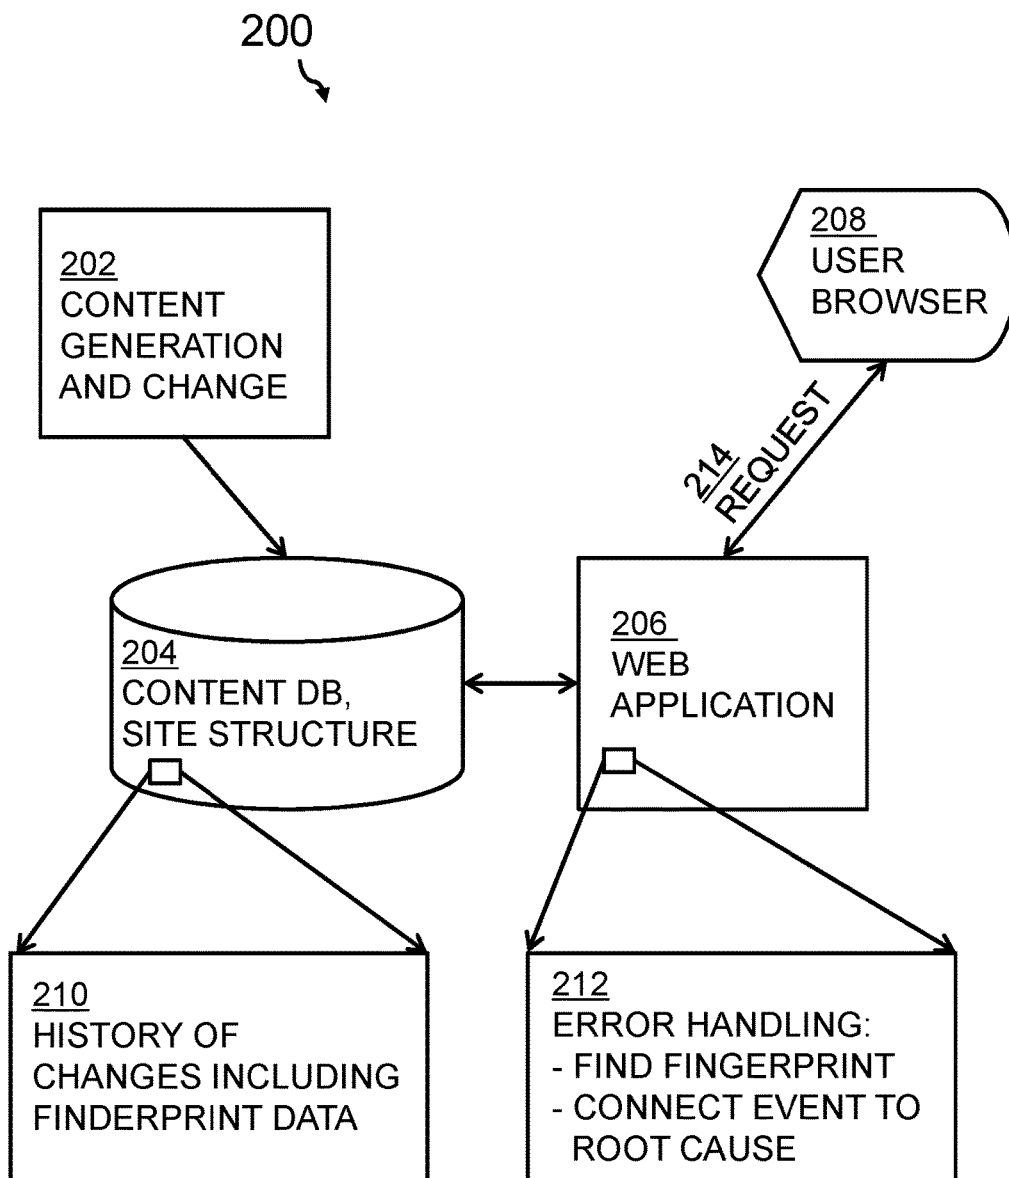 200
202
CONTENT
GENERATION
AND CHANGE
208
USER
BROWSER
214
REQUEST
204
CONTENT DB,
SITE STRUCTURE
206
WEB
APPLICATION
210
HISTORY OF
CHANGES INCLUDING
FINDERPRINT DATA
212
ERROR HANDLING:
- FIND FINGERPRINT
- CONNECT EVENT TO
ROOT CAUSE